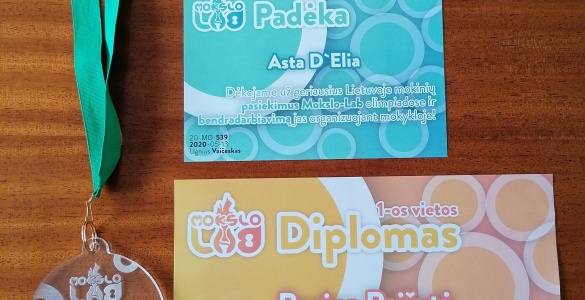 MOKSLO
LAB
Padėka
Asta D`Elia
Dėkojame už geriausius Lietuvoje mokinių
pasiekimus Mokslo-Lab olimpiadose ir
bendradarbiavimą jas organizuojant mokykloje!
20-MO-539
2020-05-13
Ugnius Vaičaskas
MOKSLO
LAB
1-os vietos
Diplomas
MOKSLO
LAB